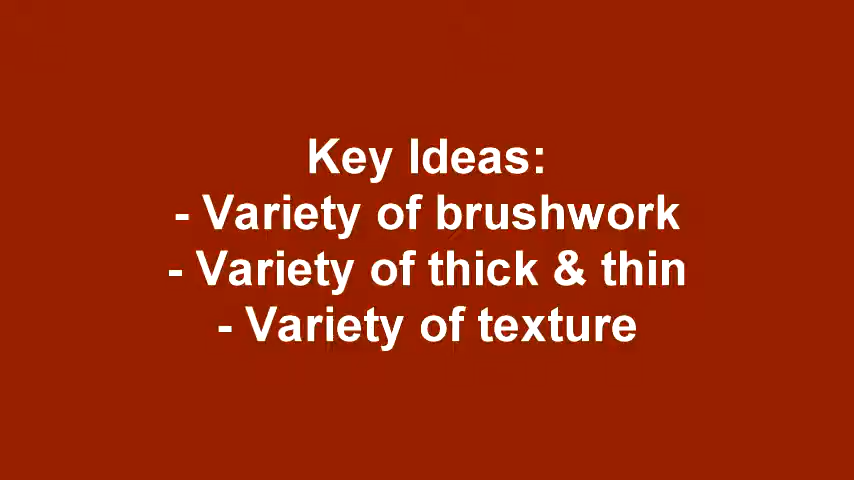 Key Ideas:
- Variety of brushwork
- Variety of thick & thin
- Variety of texture